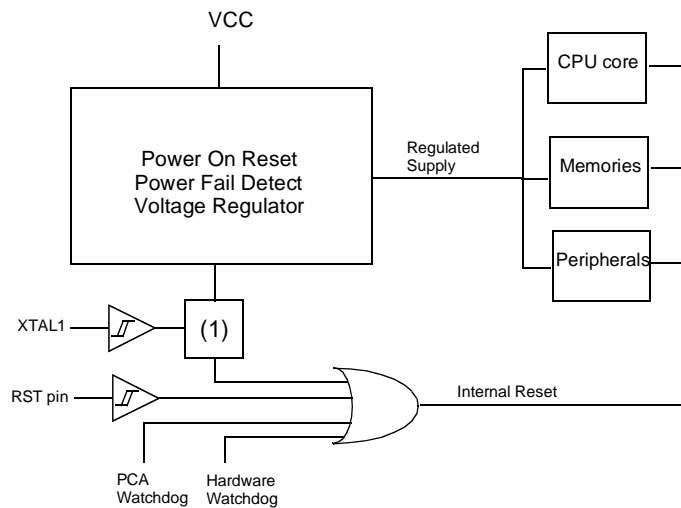 VCC
CPU core
Power On Reset
Power Fail Detect
Voltage Regulator
Regulated
Supply
Memories
Peripherals
XTAL1
(1)
RST pin
Internal Reset
PCA
Watchdog
Hardware
Watchdog